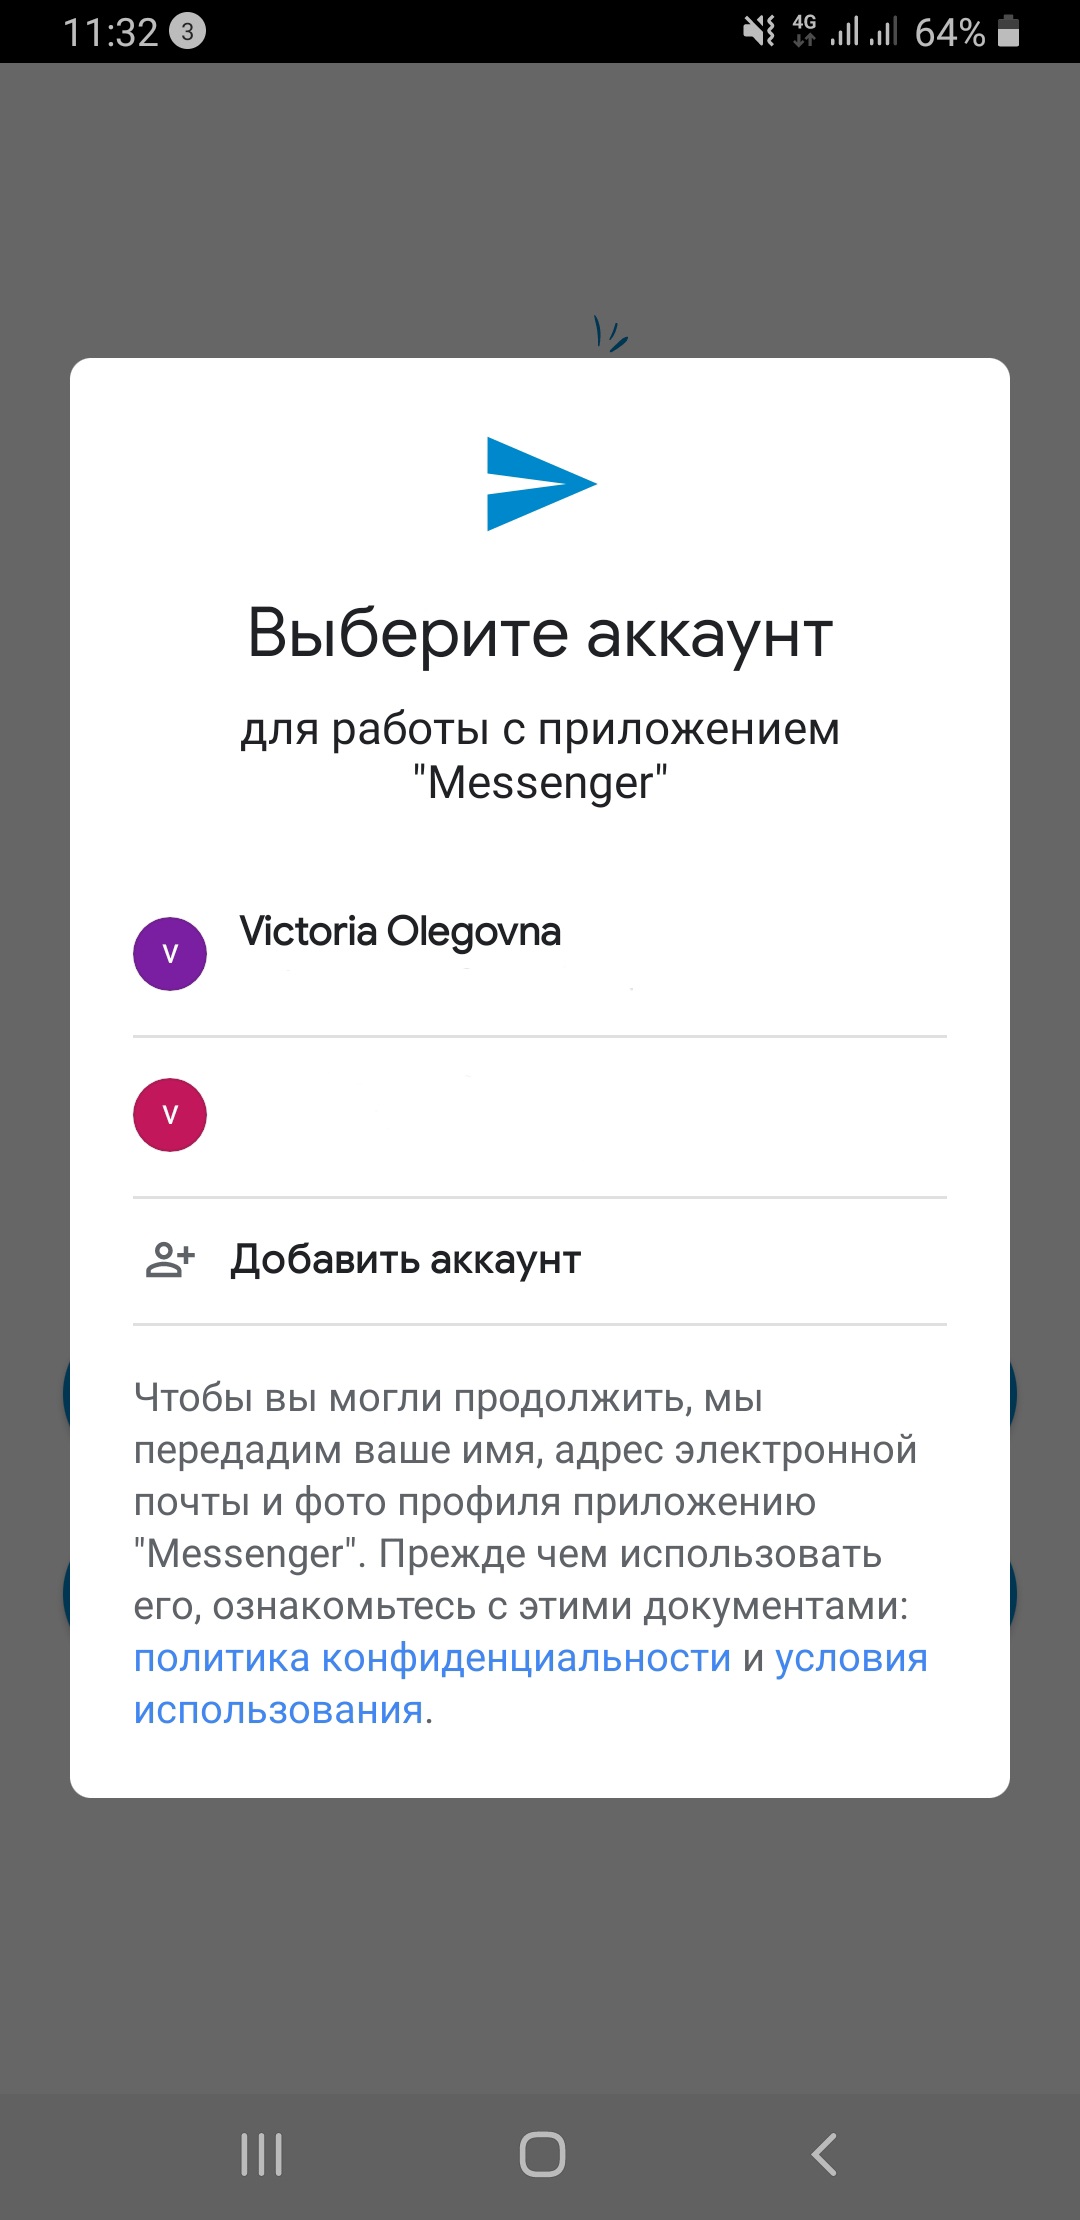 11:32 3 4G 64%
Выберите аккаунт
для работы с приложением
"Messenger"
V Victoria Olegovna
V
Добавить аккаунт
Чтобы вы могли продолжить, мы
передадим ваше имя, адрес электронной
почты и фото профиля приложению
"Messenger". Прежде чем использовать
его, ознакомьтесь с этими документами:
политика конфиденциальности и условия
использования.